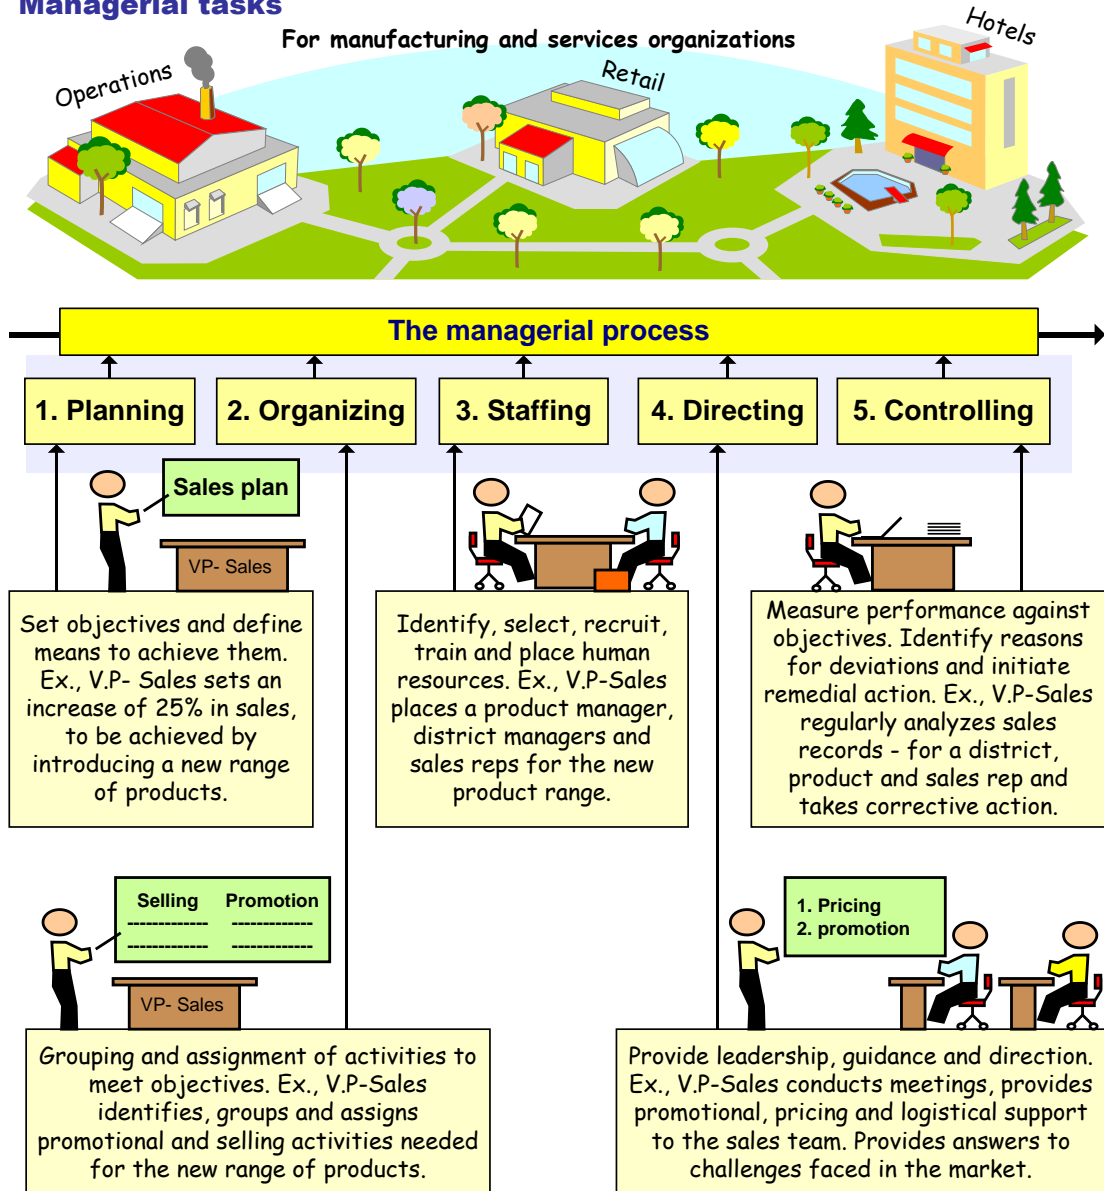 Managerial tasks
For manufacturing and services organizations
Hotels
Operations
Retail
The managerial process
1. Planning
2. Organizing
3. Staffing
4. Directing
5. Controlling
Sales plan
VP- Sales
Set objectives and define
means to achieve them.
Ex., V.P- Sales sets an
increase of 25% in sales,
to be achieved by
introducing a new range
of products.
Identify, select, recruit,
train and place human
resources. Ex., V.P-Sales
places a product manager,
district managers and
sales reps for the new
product range.
Measure performance against
objectives. Identify reasons
for deviations and initiate
remedial action. Ex., V.P-Sales
regularly analyzes sales
records - for a district,
product and sales rep and
takes corrective action.
Selling Promotion
------------- -------------
------------- -------------
VP- Sales
Grouping and assignment of activities to
meet objectives. Ex., V.P-Sales
identifies, groups and assigns
promotional and selling activities needed
for the new range of products.
1. Pricing
2. promotion
Provide leadership, guidance and direction.
Ex., V.P-Sales conducts meetings, provides
promotional, pricing and logistical support
to the sales team. Provides answers to
challenges faced in the market.